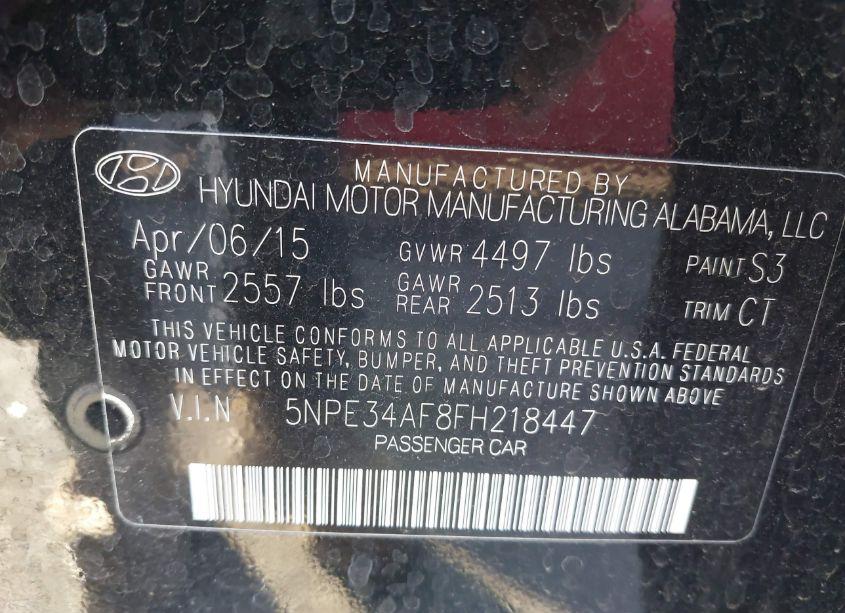 MANUFACTURED BY
HYUNDAI MOTOR MANUFACTURING ALABAMA, LLC
Apr/06/15 GVWR 4497 lbs PAINT S3
GAWR FRONT 2557 lbs GAWR REAR 2513 lbs TRIM CT
THIS VEHICLE CONFORMS TO ALL APPLICABLE U.S.A. FEDERAL
MOTOR VEHICLE SAFETY, BUMPER, AND THEFT PREVENTION STANDARDS
IN EFFECT ON THE DATE OF MANUFACTURE SHOWN ABOVE
V.I.N 5NPE34AF8FH218447
PASSENGER CAR